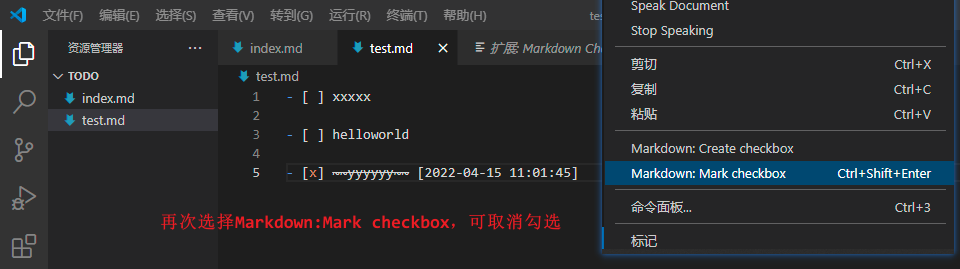 文件(F) 编辑(E) 选择(S) 查看(V) 转到(G) 运行(R) 终端(T) 帮助(H) te
资源管理器 ···
TODO
index.md
test.md
index.md test.md × 扩展: Markdown Che
test.md
1 - [ ] xxxxx
2
3 - [ ] helloworld
4
5 - [x] ~~yyyyyy~~ [2022-04-15 11:01:45]
再次选择Markdown:Mark checkbox，可取消勾选
Speak Document
Stop Speaking
剪切 Ctrl+X
复制 Ctrl+C
粘贴 Ctrl+V
Markdown: Create checkbox
Markdown: Mark checkbox Ctrl+Shift+Enter
命令面板... Ctrl+3
标记